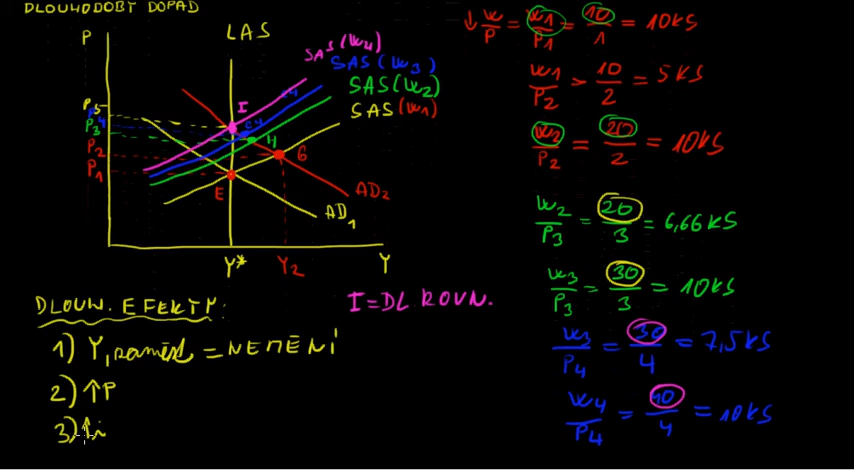 DLOUHODOBÝ DOPAD
P
LAS
SAS(W4)
SAS(W3)
SAS(W2)
SAS(W1)
I
H
G
E
P5
P4
P3
P2
P1
AD2
AD1
Y*
Y2
Y
DLOUH. EFEKTY:
I=DL ROVN.
1) Y, zaměst = NEMĚNÍ
2) ↑P
3) ↑i
↓ W/P = W1/P1 = 10/1 = 10KS
W1/P2 > 10/2 = 5KS
W2/P2 = 20/2 = 10KS
W2/P3 = 20/3 = 6,66KS
W3/P3 = 30/3 = 10KS
W3/P4 = 30/4 = 7,5KS
W4/P4 = 40/4 = 10KS